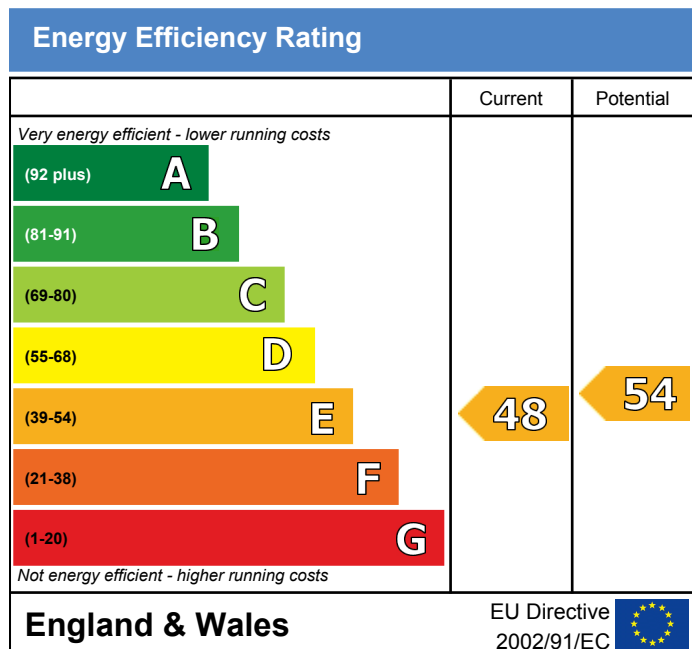 Energy Efficiency Rating
Current Potential
Very energy efficient - lower running costs
(92 plus) A
(81-91) B
(69-80) C
(55-68) D
(39-54) E
48
54
(21-38) F
(1-20) G
Not energy efficient - higher running costs
England & Wales
EU Directive
2002/91/EC